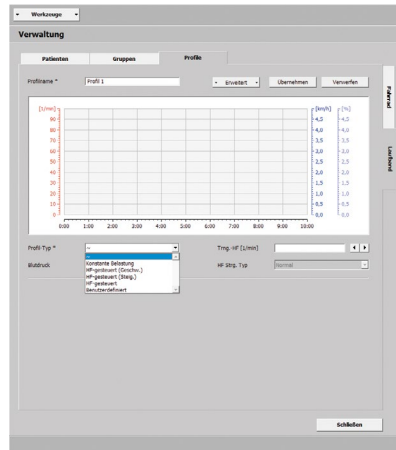 Werkzeuge
Verwaltung
Patienten Gruppen Profile
Profilname * Profil 1 Erweitert Übernehmen Verwerfen
Fahrrad
Laufband
[1/min] [km/h] [%]
90 4,5 4,5
80 4,0 4,0
70 3,5 3,5
60 3,0 3,0
50 2,5 2,5
40 2,0 2,0
30 1,5 1,5
20 1,0 1,0
10 0,5 0,5
0 0,0 0,0
0:00 1:00 2:00 3:00 4:00 5:00 6:00 7:00 8:00 9:00 10:00
Profil-Typ * -- Trng.-HF [1/min]
--
Blutdruck Konstante Belastung HF Strg. Typ Normal
HF-gesteuert (Geschw.)
HF-gesteuert (Steig.)
HF-gesteuert
Benutzerdefiniert
Schließen